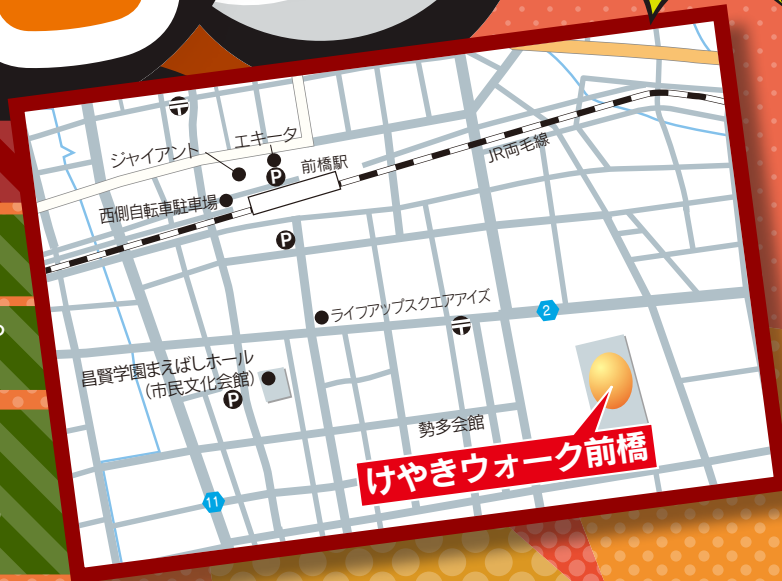 エキータ
ジャイアント
P
前橋駅
JR両毛線
西側自転車駐車場
P
ライフアップスクエアアイズ
2
昌賢学園まえばしホール
(市民文化会館)
P
勢多会館
けやきウォーク前橋
11